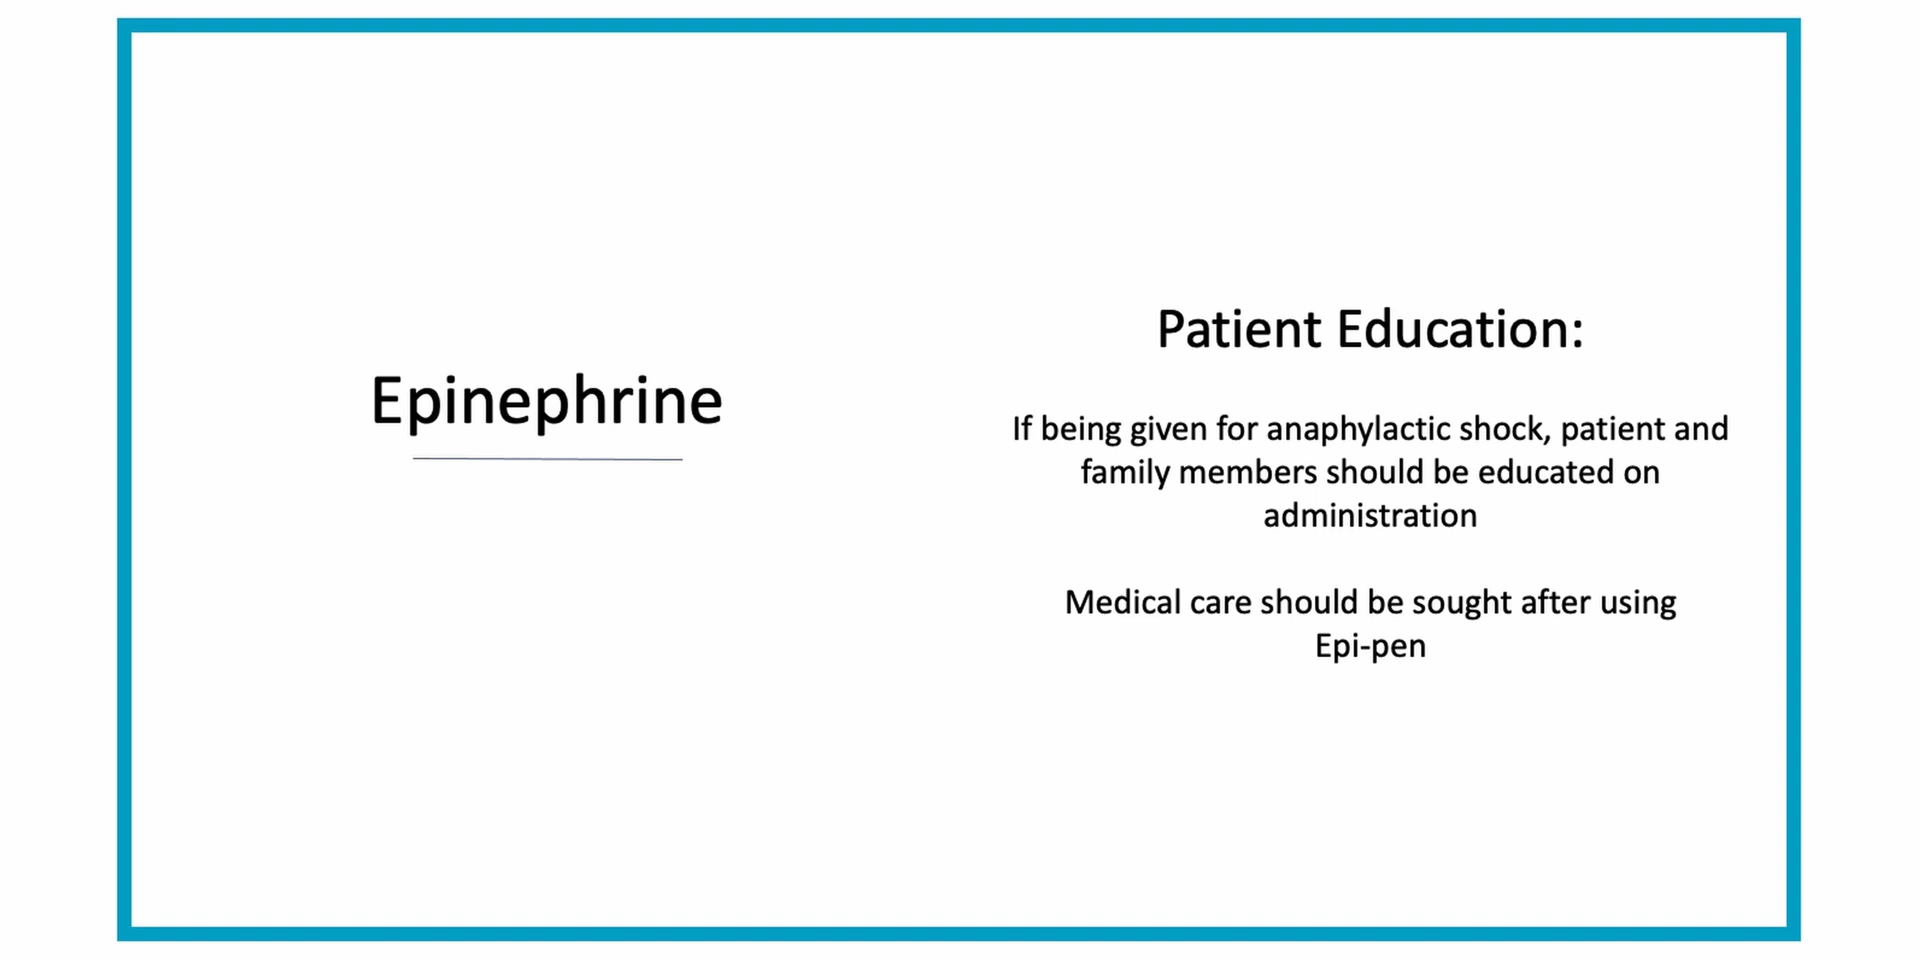 Epinephrine
Patient Education:
If being given for anaphylactic shock, patient and
family members should be educated on
administration
Medical care should be sought after using
Epi-pen